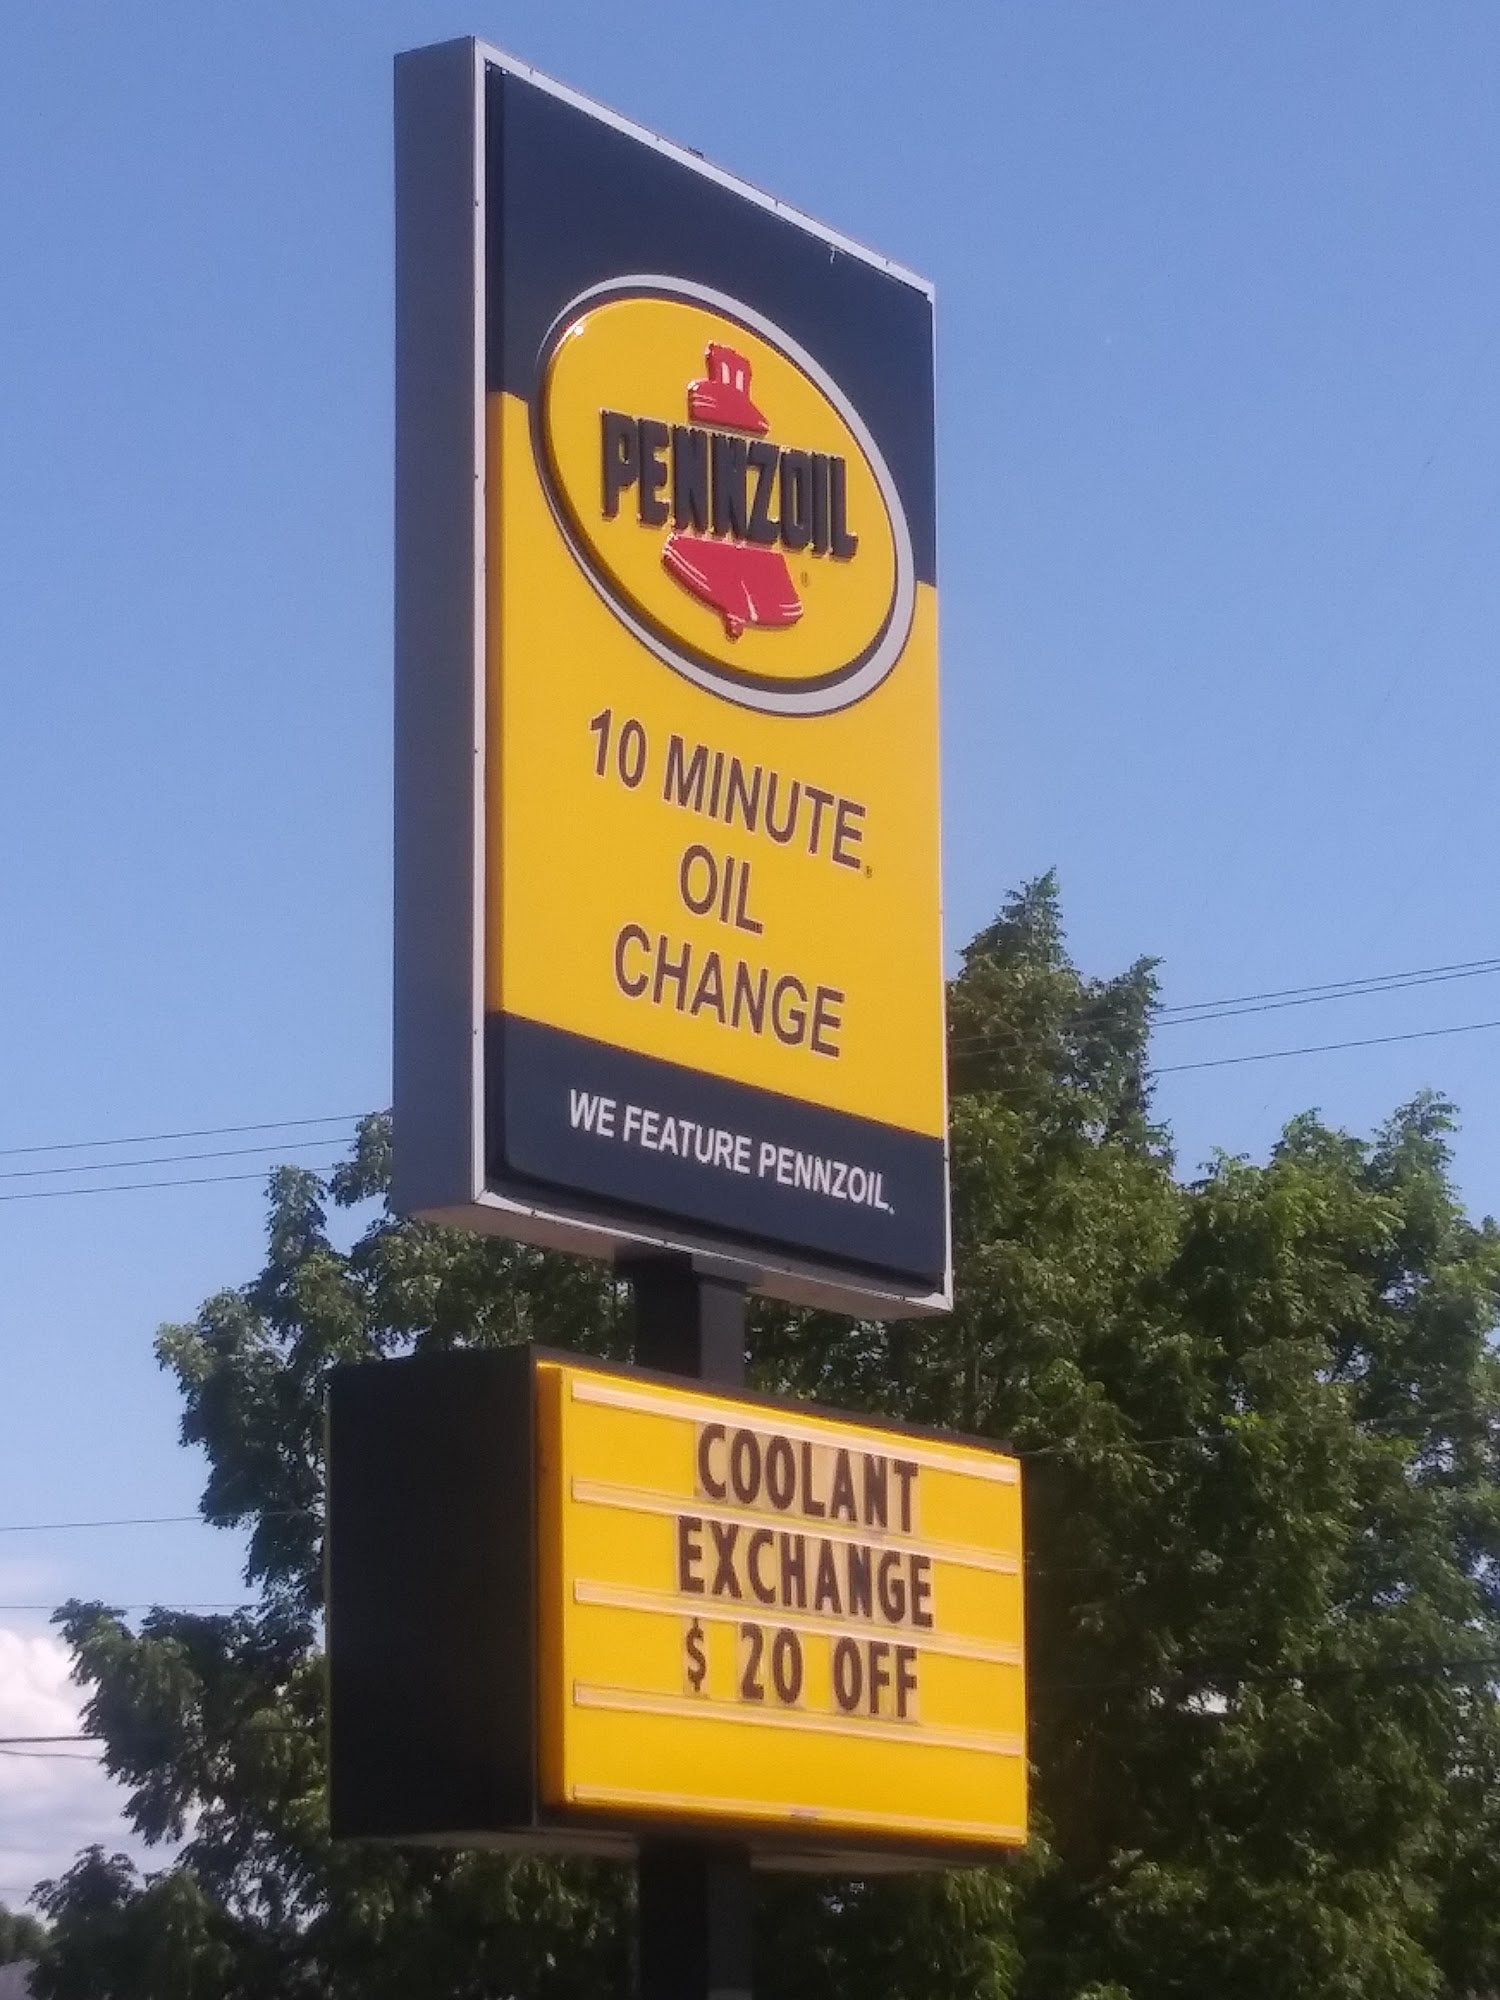 PENNZOIL®
10 MINUTE®
OIL
CHANGE
WE FEATURE PENNZOIL®
COOLANT
EXCHANGE
$ 20 OFF